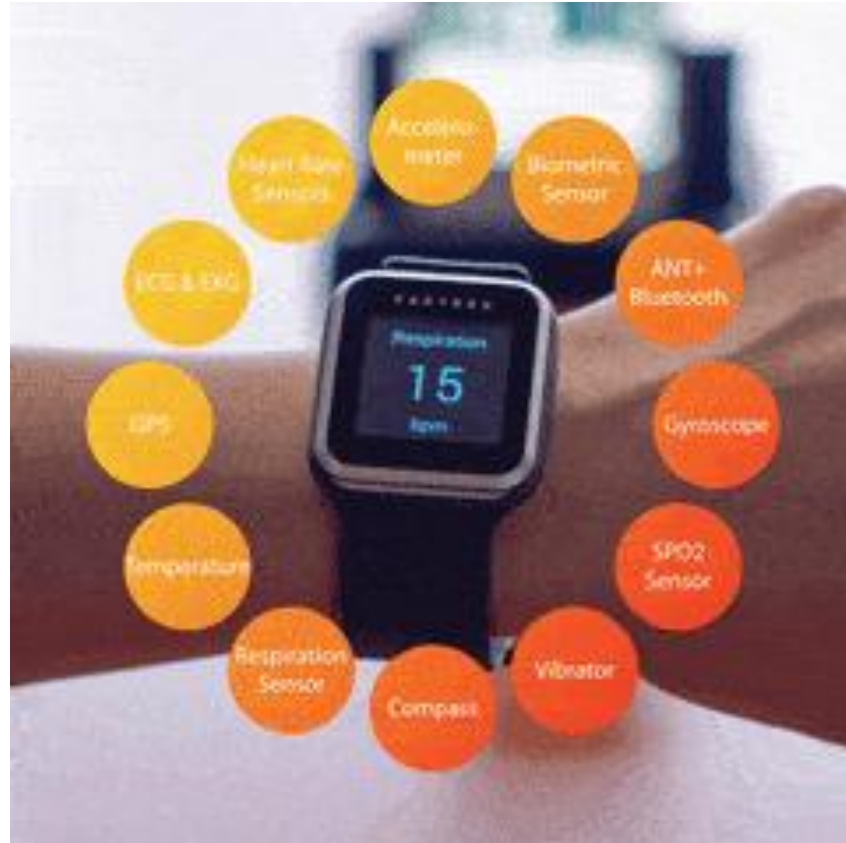 Accelero-
meter
Biometric
Sensor
ANT+
Bluetooth
Gyroscope
SPO2
Sensor
Vibrator
Compass
Respiration
Sensor
Temperature
GPS
ECG & EKG
Heart Rate
Sensors
Respiration
15
bpm